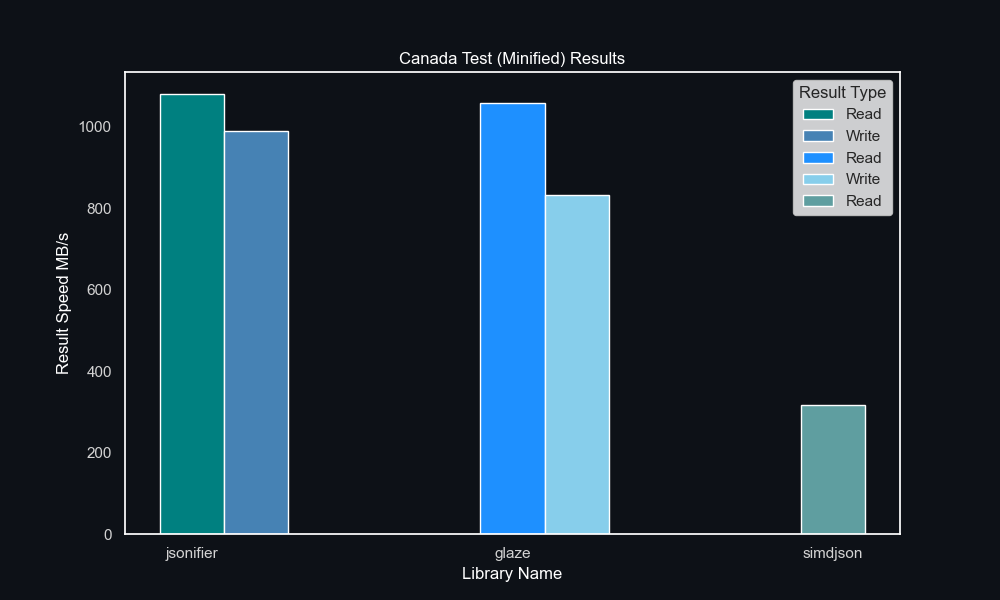 Canada Test (Minified) Results
Result Type
Read
Write
Read
Write
Read
1000
800
600
400
200
0
Result Speed MB/s
jsonifier
glaze
simdjson
Library Name